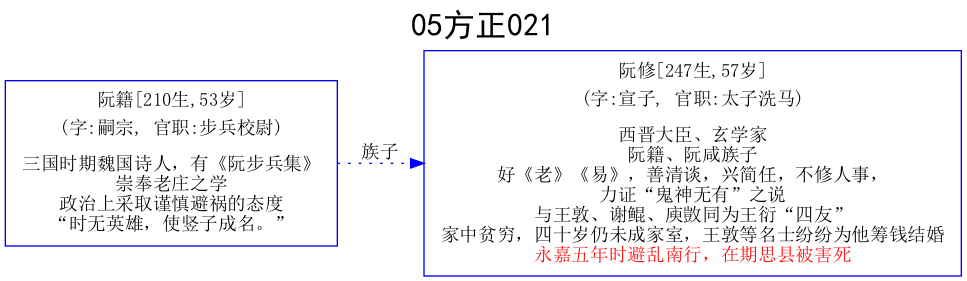 05方正021
阮籍[210生,53岁]
(字:嗣宗, 官职:步兵校尉)
三国时期魏国诗人，有《阮步兵集》
崇奉老庄之学
政治上采取谨慎避祸的态度
“时无英雄，使竖子成名。”
族子
阮修[247生,57岁]
(字:宣子, 官职:太子洗马)
西晋大臣、玄学家
阮籍、阮咸族子
好《老》《易》，善清谈，兴简任，不修人事，
力证“鬼神无有”之说
与王敦、谢鲲、庾敳同为王衍“四友”
家中贫穷，四十岁仍未成家室，王敦等名士纷纷为他筹钱结婚
永嘉五年时避乱南行，在期思县被害死